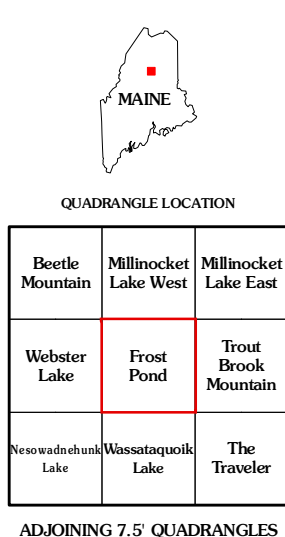 MAINE
QUADRANGLE LOCATION
Beetle
Mountain
Millinocket
Lake West
Millinocket
Lake East
Webster
Lake
Frost
Pond
Trout
Brook
Mountain
Nesowadnehunk
Lake
Wassataquoik
Lake
The
Traveler
ADJOINING 7.5' QUADRANGLES